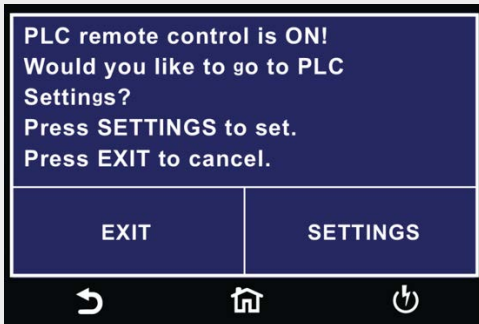 PLC remote control is ON!
Would you like to go to PLC
Settings?
Press SETTINGS to set.
Press EXIT to cancel.
EXIT
SETTINGS